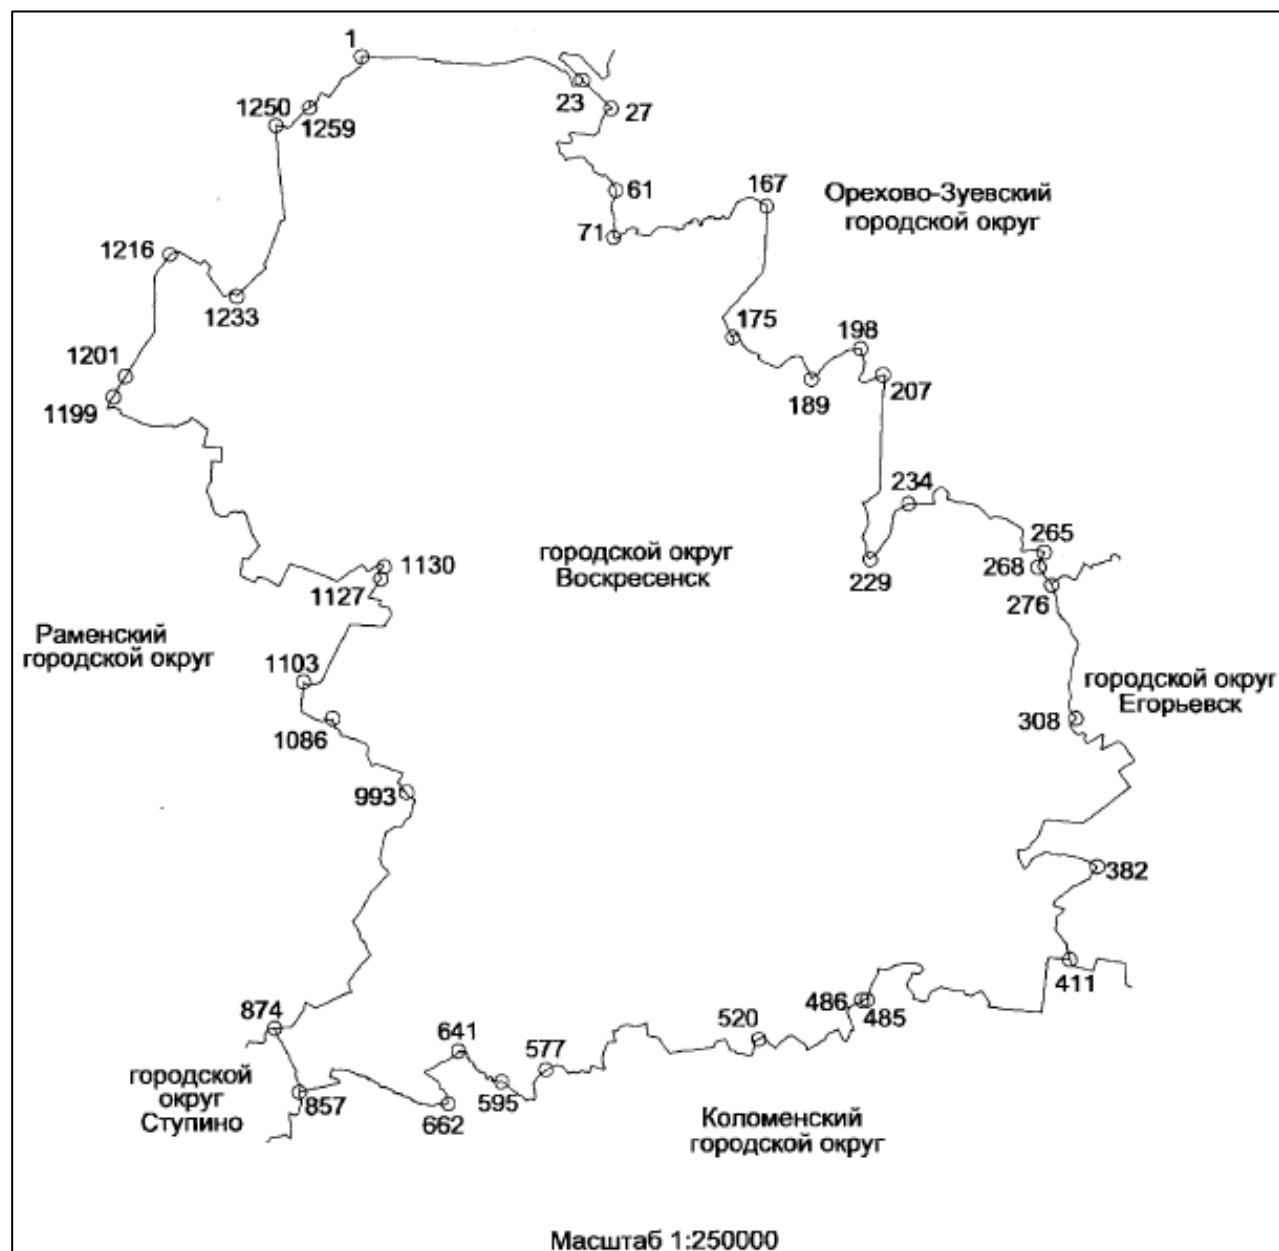 1
23
27
1250
1259
61
167
Орехово-Зуевский
городской округ
71
1216
1233
175
198
1201
1199
189
207
234
265
268
276
229
городской округ
Воскресенск
1130
1127
Раменский
городской округ
1103
1086
993
городской округ
Егорьевск
308
382
411
874
641
577
520
486
485
городской
округ
Ступино
857
662
595
Коломенский
городской округ
Масштаб 1:250000